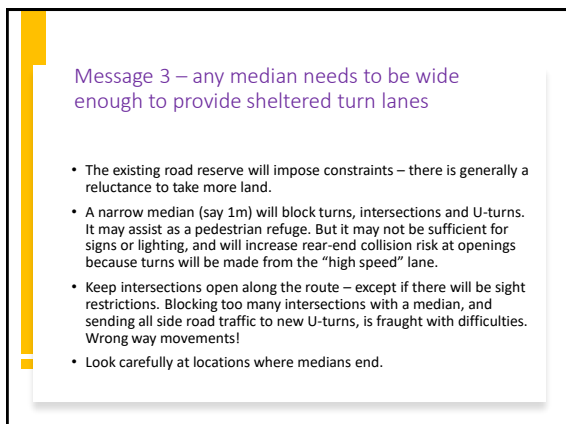 Message 3 – any median needs to be wide
enough to provide sheltered turn lanes
• The existing road reserve will impose constraints – there is generally a
reluctance to take more land.
• A narrow median (say 1m) will block turns, intersections and U-turns.
It may assist as a pedestrian refuge. But it may not be sufficient for
signs or lighting, and will increase rear-end collision risk at openings
because turns will be made from the “high speed” lane.
• Keep intersections open along the route – except if there will be sight
restrictions. Blocking too many intersections with a median, and
sending all side road traffic to new U-turns, is fraught with difficulties.
Wrong way movements!
• Look carefully at locations where medians end.